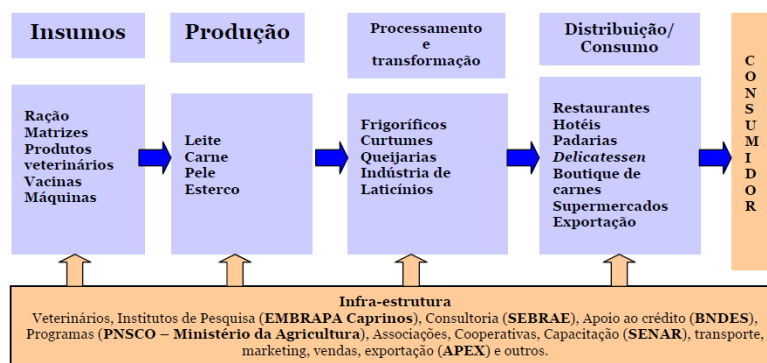 Insumos
Produção
Processamento
e
transformação
Distribuição/
Consumo
Ração
Matrizes
Produtos
veterinários
Vacinas
Máquinas
Leite
Carne
Pele
Esterco
Frigoríficos
Curtumes
Queijarias
Indústria de
Laticínios
Restaurantes
Hotéis
Padarias
Delicatessen
Boutique de
carnes
Supermercados
Exportação
C
O
N
S
U
M
I
D
O
R
Infra-estrutura
Veterinários, Institutos de Pesquisa (EMBRAPA Caprinos), Consultoria (SEBRAE), Apoio ao crédito (BNDES),
Programas (PNSCO – Ministério da Agricultura), Associações, Cooperativas, Capacitação (SENAR), transporte,
marketing, vendas, exportação (APEX) e outros.